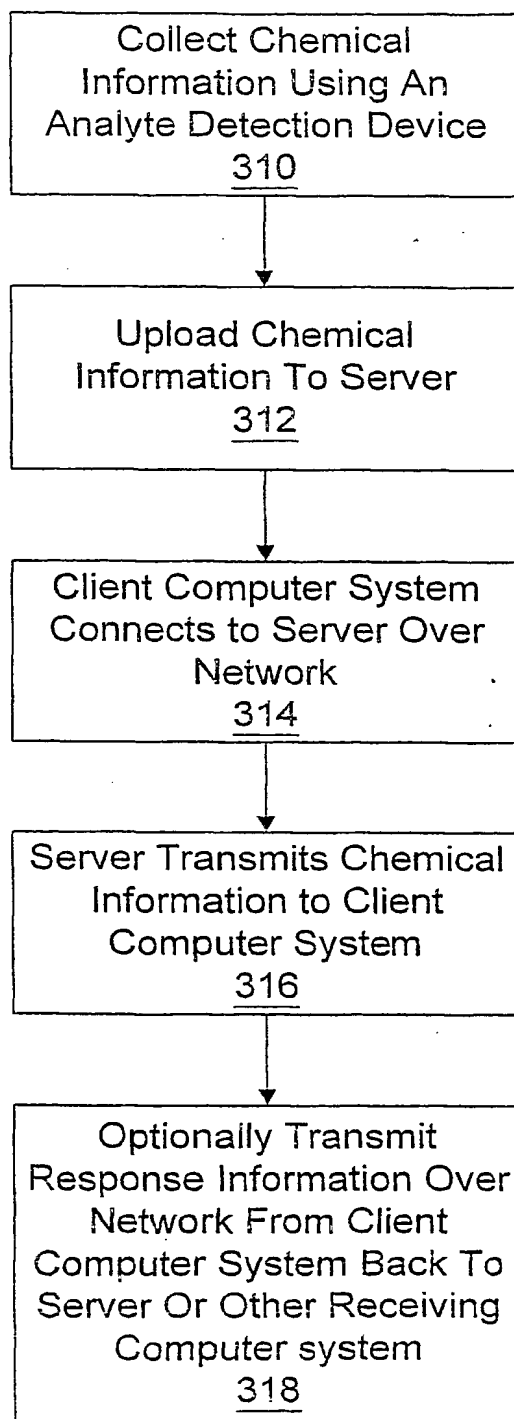 Collect Chemical
Information Using An
Analyte Detection Device
310
Upload Chemical
Information To Server
312
Client Computer System
Connects to Server Over
Network
314
Server Transmits Chemical
Information to Client
Computer System
316
Optionally Transmit
Response Information Over
Network From Client
Computer System Back To
Server Or Other Receiving
Computer system
318